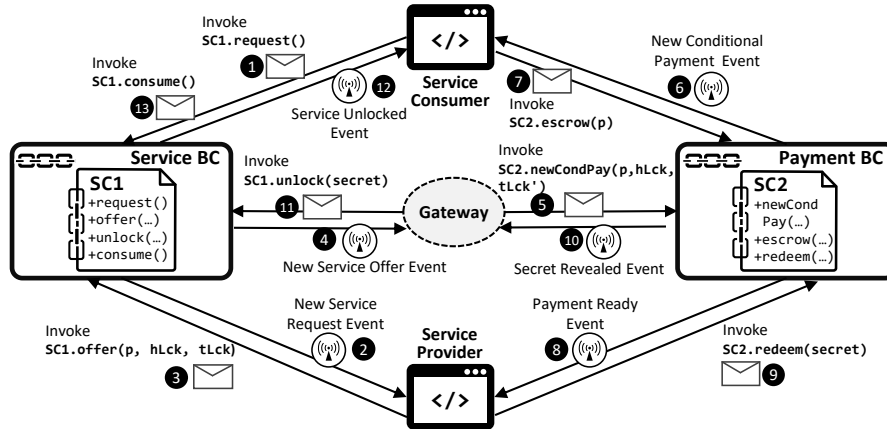 Invoke
SC1.request()
1
Invoke
SC1.consume()
13
</>
Service
Consumer
12
Service Unlocked
Event
New Conditional
Payment Event
6
7
Invoke
SC2.escrow(p)
Service BC
SC1
+request()
+offer(…)
+unlock(…)
+consume()
Invoke
SC1.unlock(secret)
11
4
New Service Offer Event
Gateway
Invoke
SC2.newCondPay(p,hLck,
tLck')
5
10
Secret Revealed Event
Payment BC
SC2
+newCond
Pay(…)
+escrow(…)
+redeem(…)
Invoke
SC1.offer(p, hLck, tLck)
3
New Service
Request Event
2
Service
Provider
</>
Payment Ready
Event
8
Invoke
SC2.redeem(secret)
9